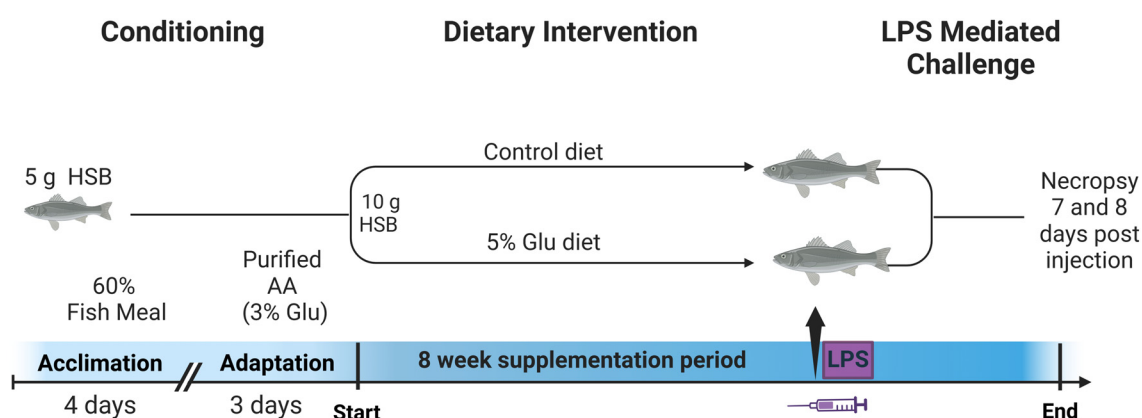 Conditioning
Dietary Intervention
LPS Mediated
Challenge
5 g HSB
Control diet
10 g
HSB
5% Glu diet
Necropsy
7 and 8
days post
injection
60%
Fish Meal
Purified
AA
(3% Glu)
Acclimation
Adaptation
8 week supplementation period
LPS
4 days
3 days
Start
End